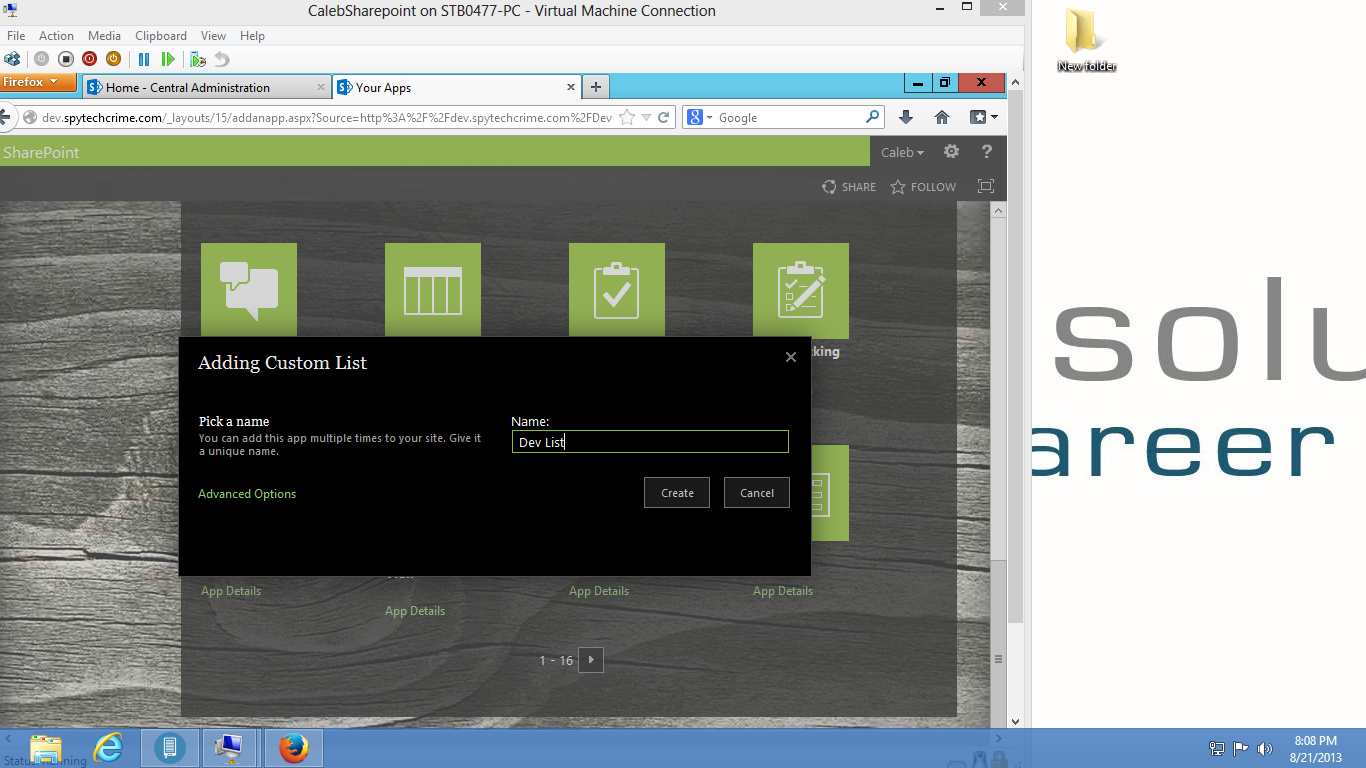 CalebSharepoint on STB0477-PC - Virtual Machine Connection
New folder
File Action Media Clipboard View Help
Firefox
Home - Central Administration
Your Apps
dev.spytechcrime.com/_layouts/15/addanapp.aspx?Source=http%3A%2F%2Fdev.spytechcrime.com%2FDev
Google
SharePoint
Caleb
SHARE
FOLLOW
solu
areer
cking
Adding Custom List
Pick a name
You can add this app multiple times to your site. Give it
a unique name.
Name:
Dev List
Advanced Options
Create
Cancel
App Details
App Details
App Details
App Details
1 - 16
Status: Running
8:08 PM
8/21/2013